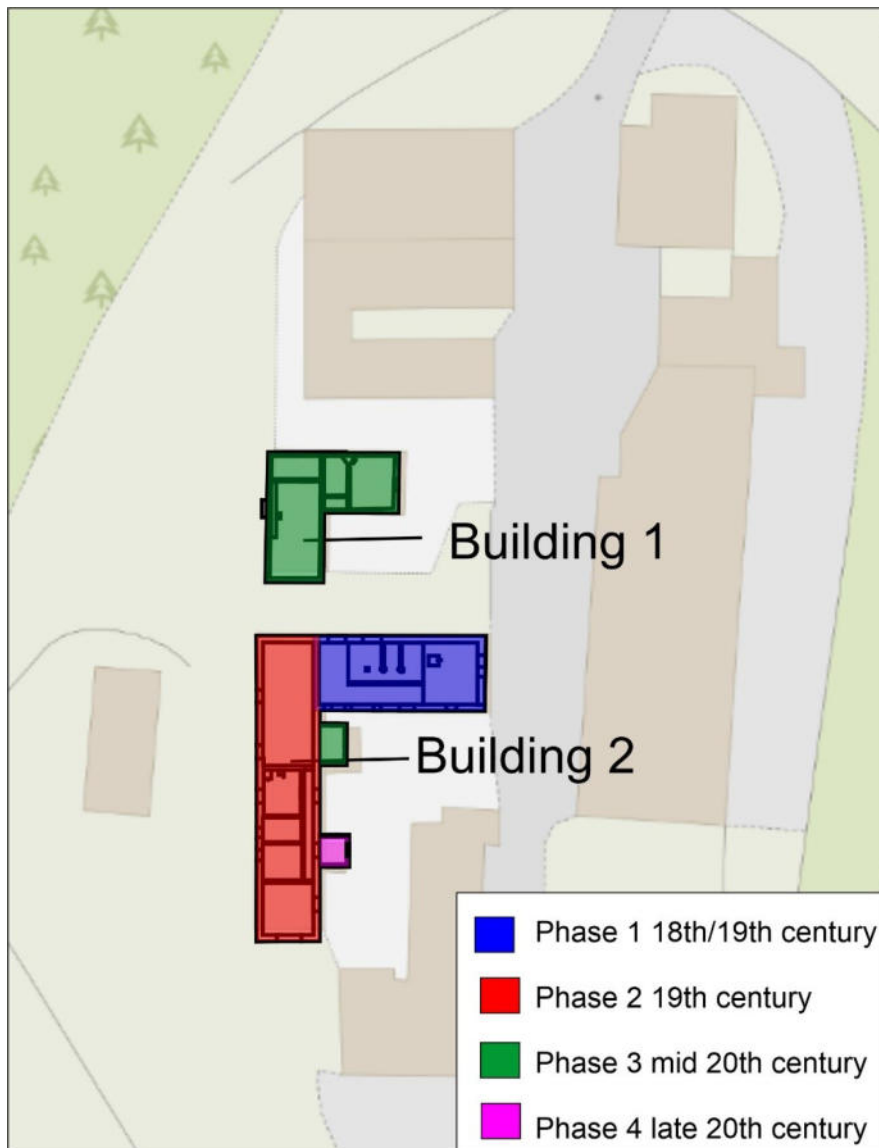 Building 1
Building 2
Phase 1 18th/19th century
Phase 2 19th century
Phase 3 mid 20th century
Phase 4 late 20th century